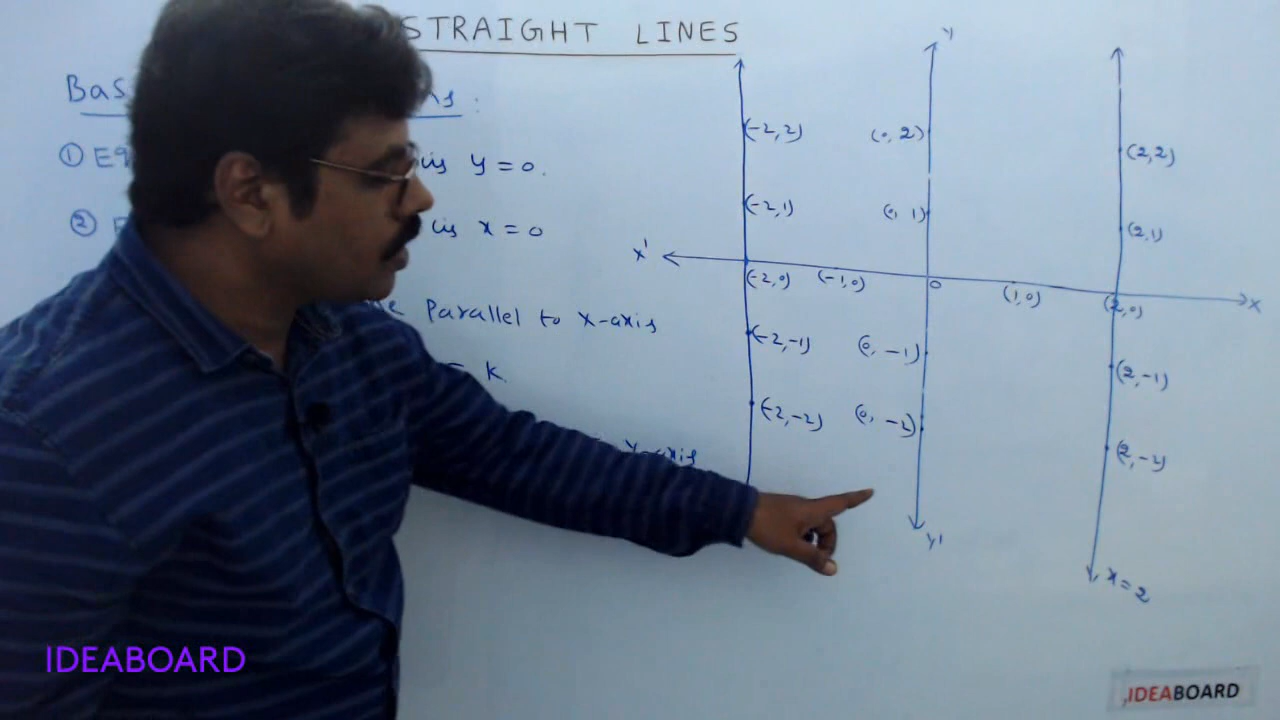 STRAIGHT LINES
① is y = 0.
② is x = 0
Parallel to x-axis
k.
y-axis
y
(-2,2) (0, 2) (2,2)
(-2,1) (0, 1) (2,1)
x' x
(-2,0) (-1,0) 0 (1,0) (2,0)
(-2,-1) (0, -1) (2,-1)
(-2,-2) (0, -2) (2,-2)
y'
x = 2
IDEABOARD
IDEABOARD